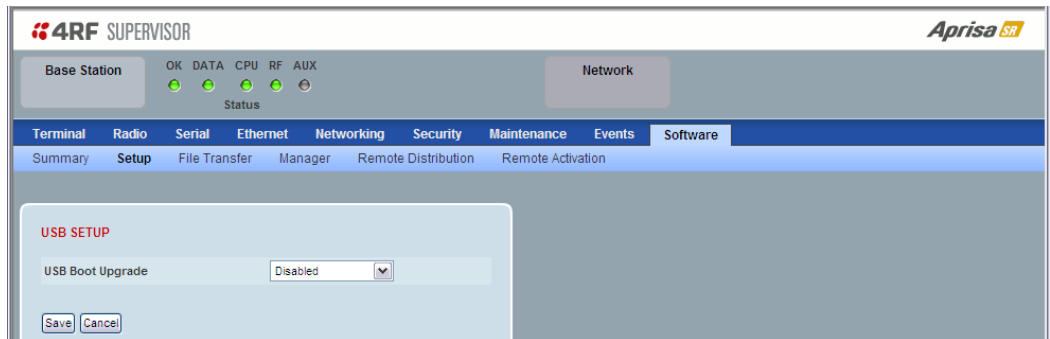 4RF SUPERVISOR
Aprisa SR
Base Station
OK DATA CPU RF AUX
Status
Network
Terminal Radio Serial Ethernet Networking Security Maintenance Events Software
Summary Setup File Transfer Manager Remote Distribution Remote Activation
USB SETUP
USB Boot Upgrade Disabled
Save Cancel